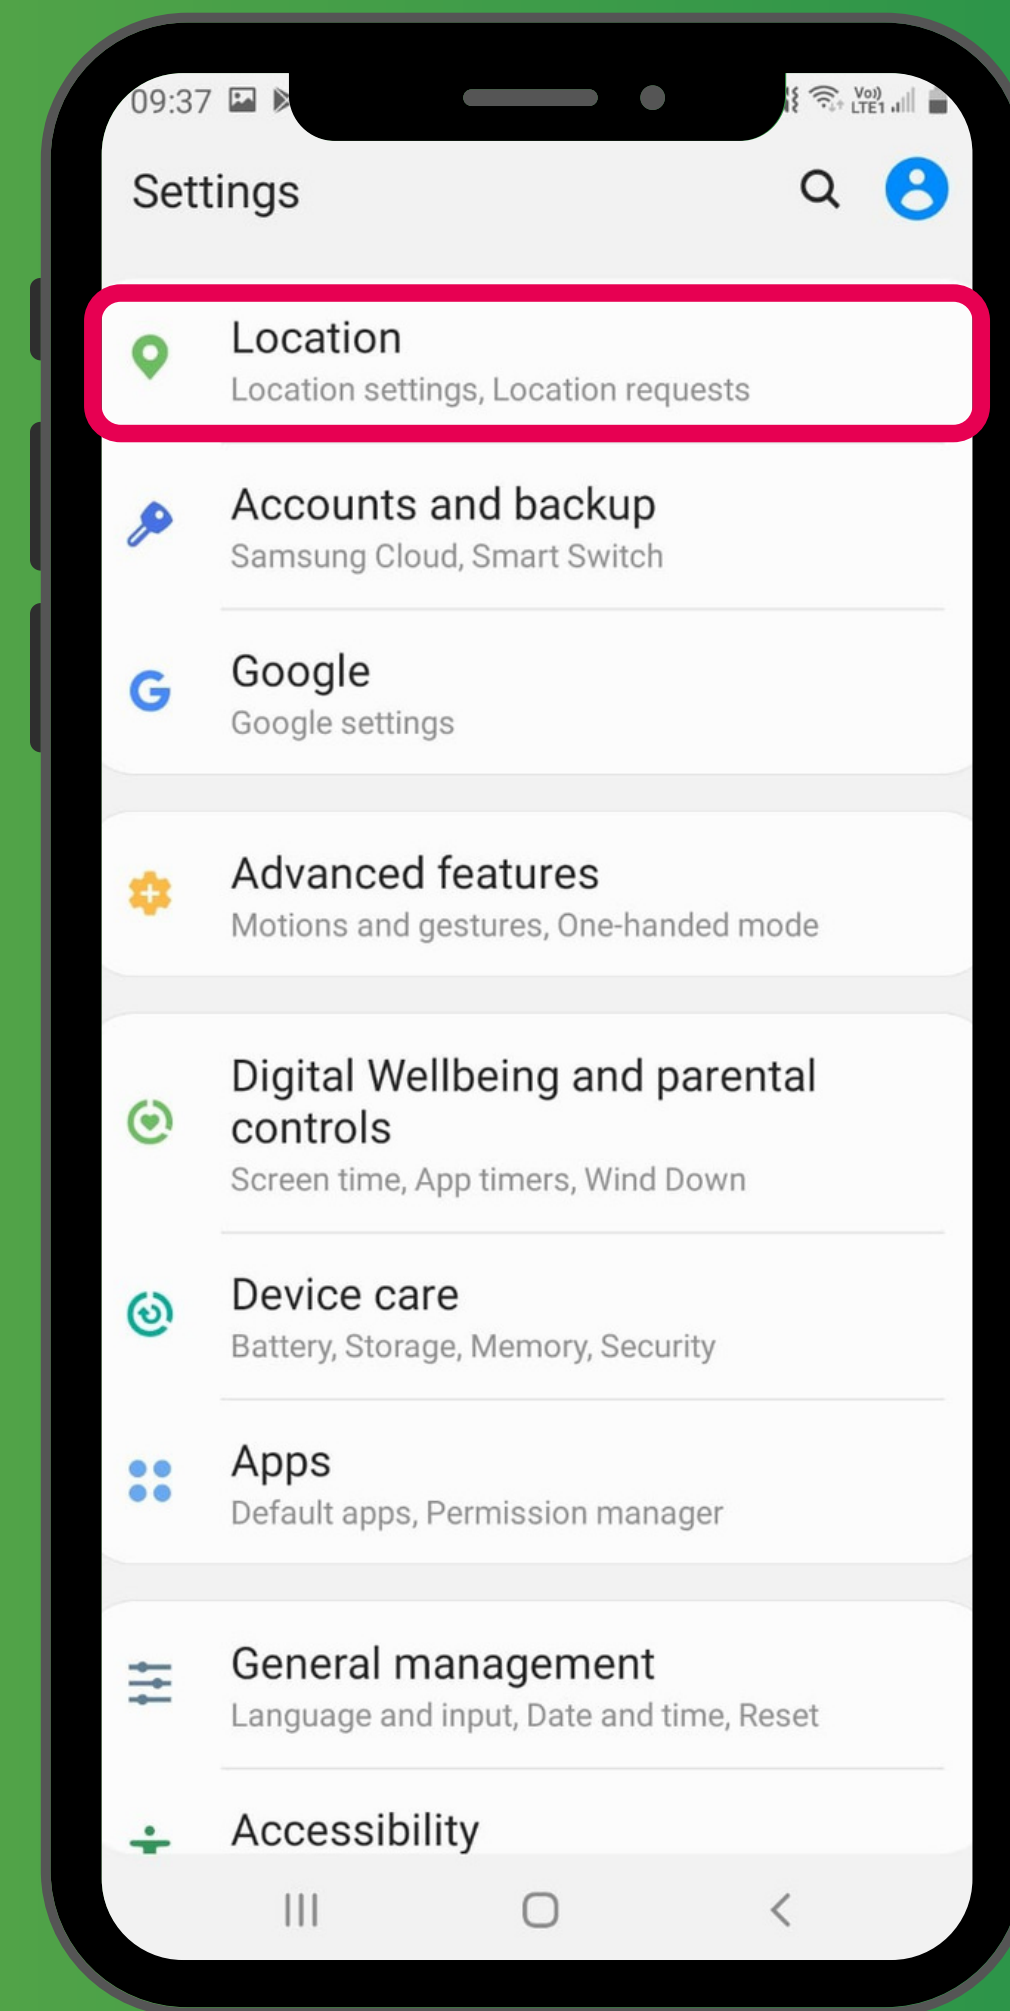 09:37
Vo))
LTE1
Settings
Location
Location settings, Location requests
Accounts and backup
Samsung Cloud, Smart Switch
G
Google
Google settings
Advanced features
Motions and gestures, One-handed mode
Digital Wellbeing and parental
controls
Screen time, App timers, Wind Down
Device care
Battery, Storage, Memory, Security
Apps
Default apps, Permission manager
General management
Language and input, Date and time, Reset
Accessibility